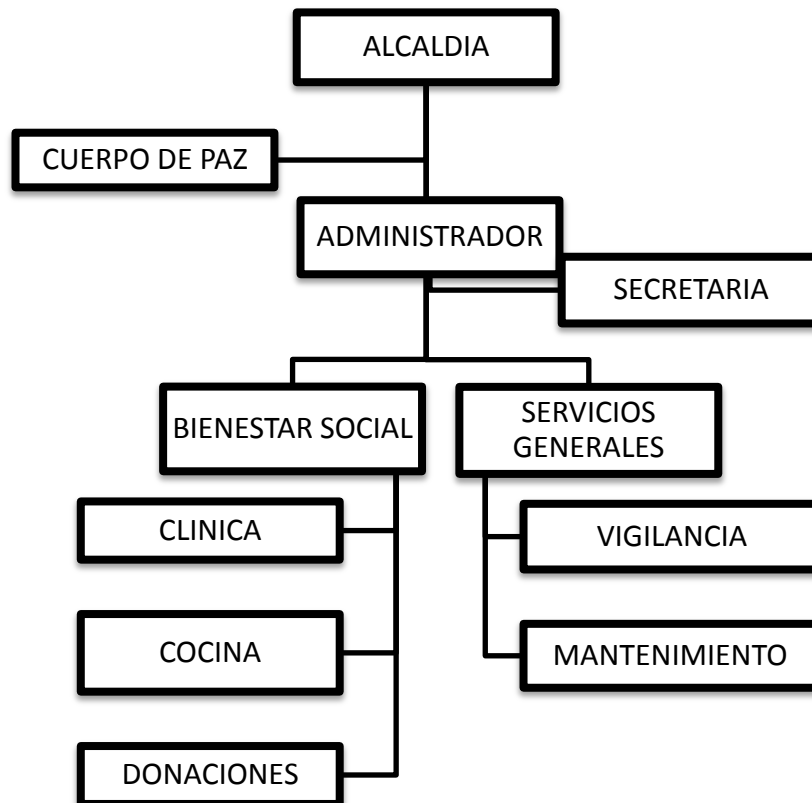 ALCALDIA
CUERPO DE PAZ
ADMINISTRADOR
SECRETARIA
BIENESTAR SOCIAL
SERVICIOS
GENERALES
CLINICA
VIGILANCIA
COCINA
MANTENIMIENTO
DONACIONES